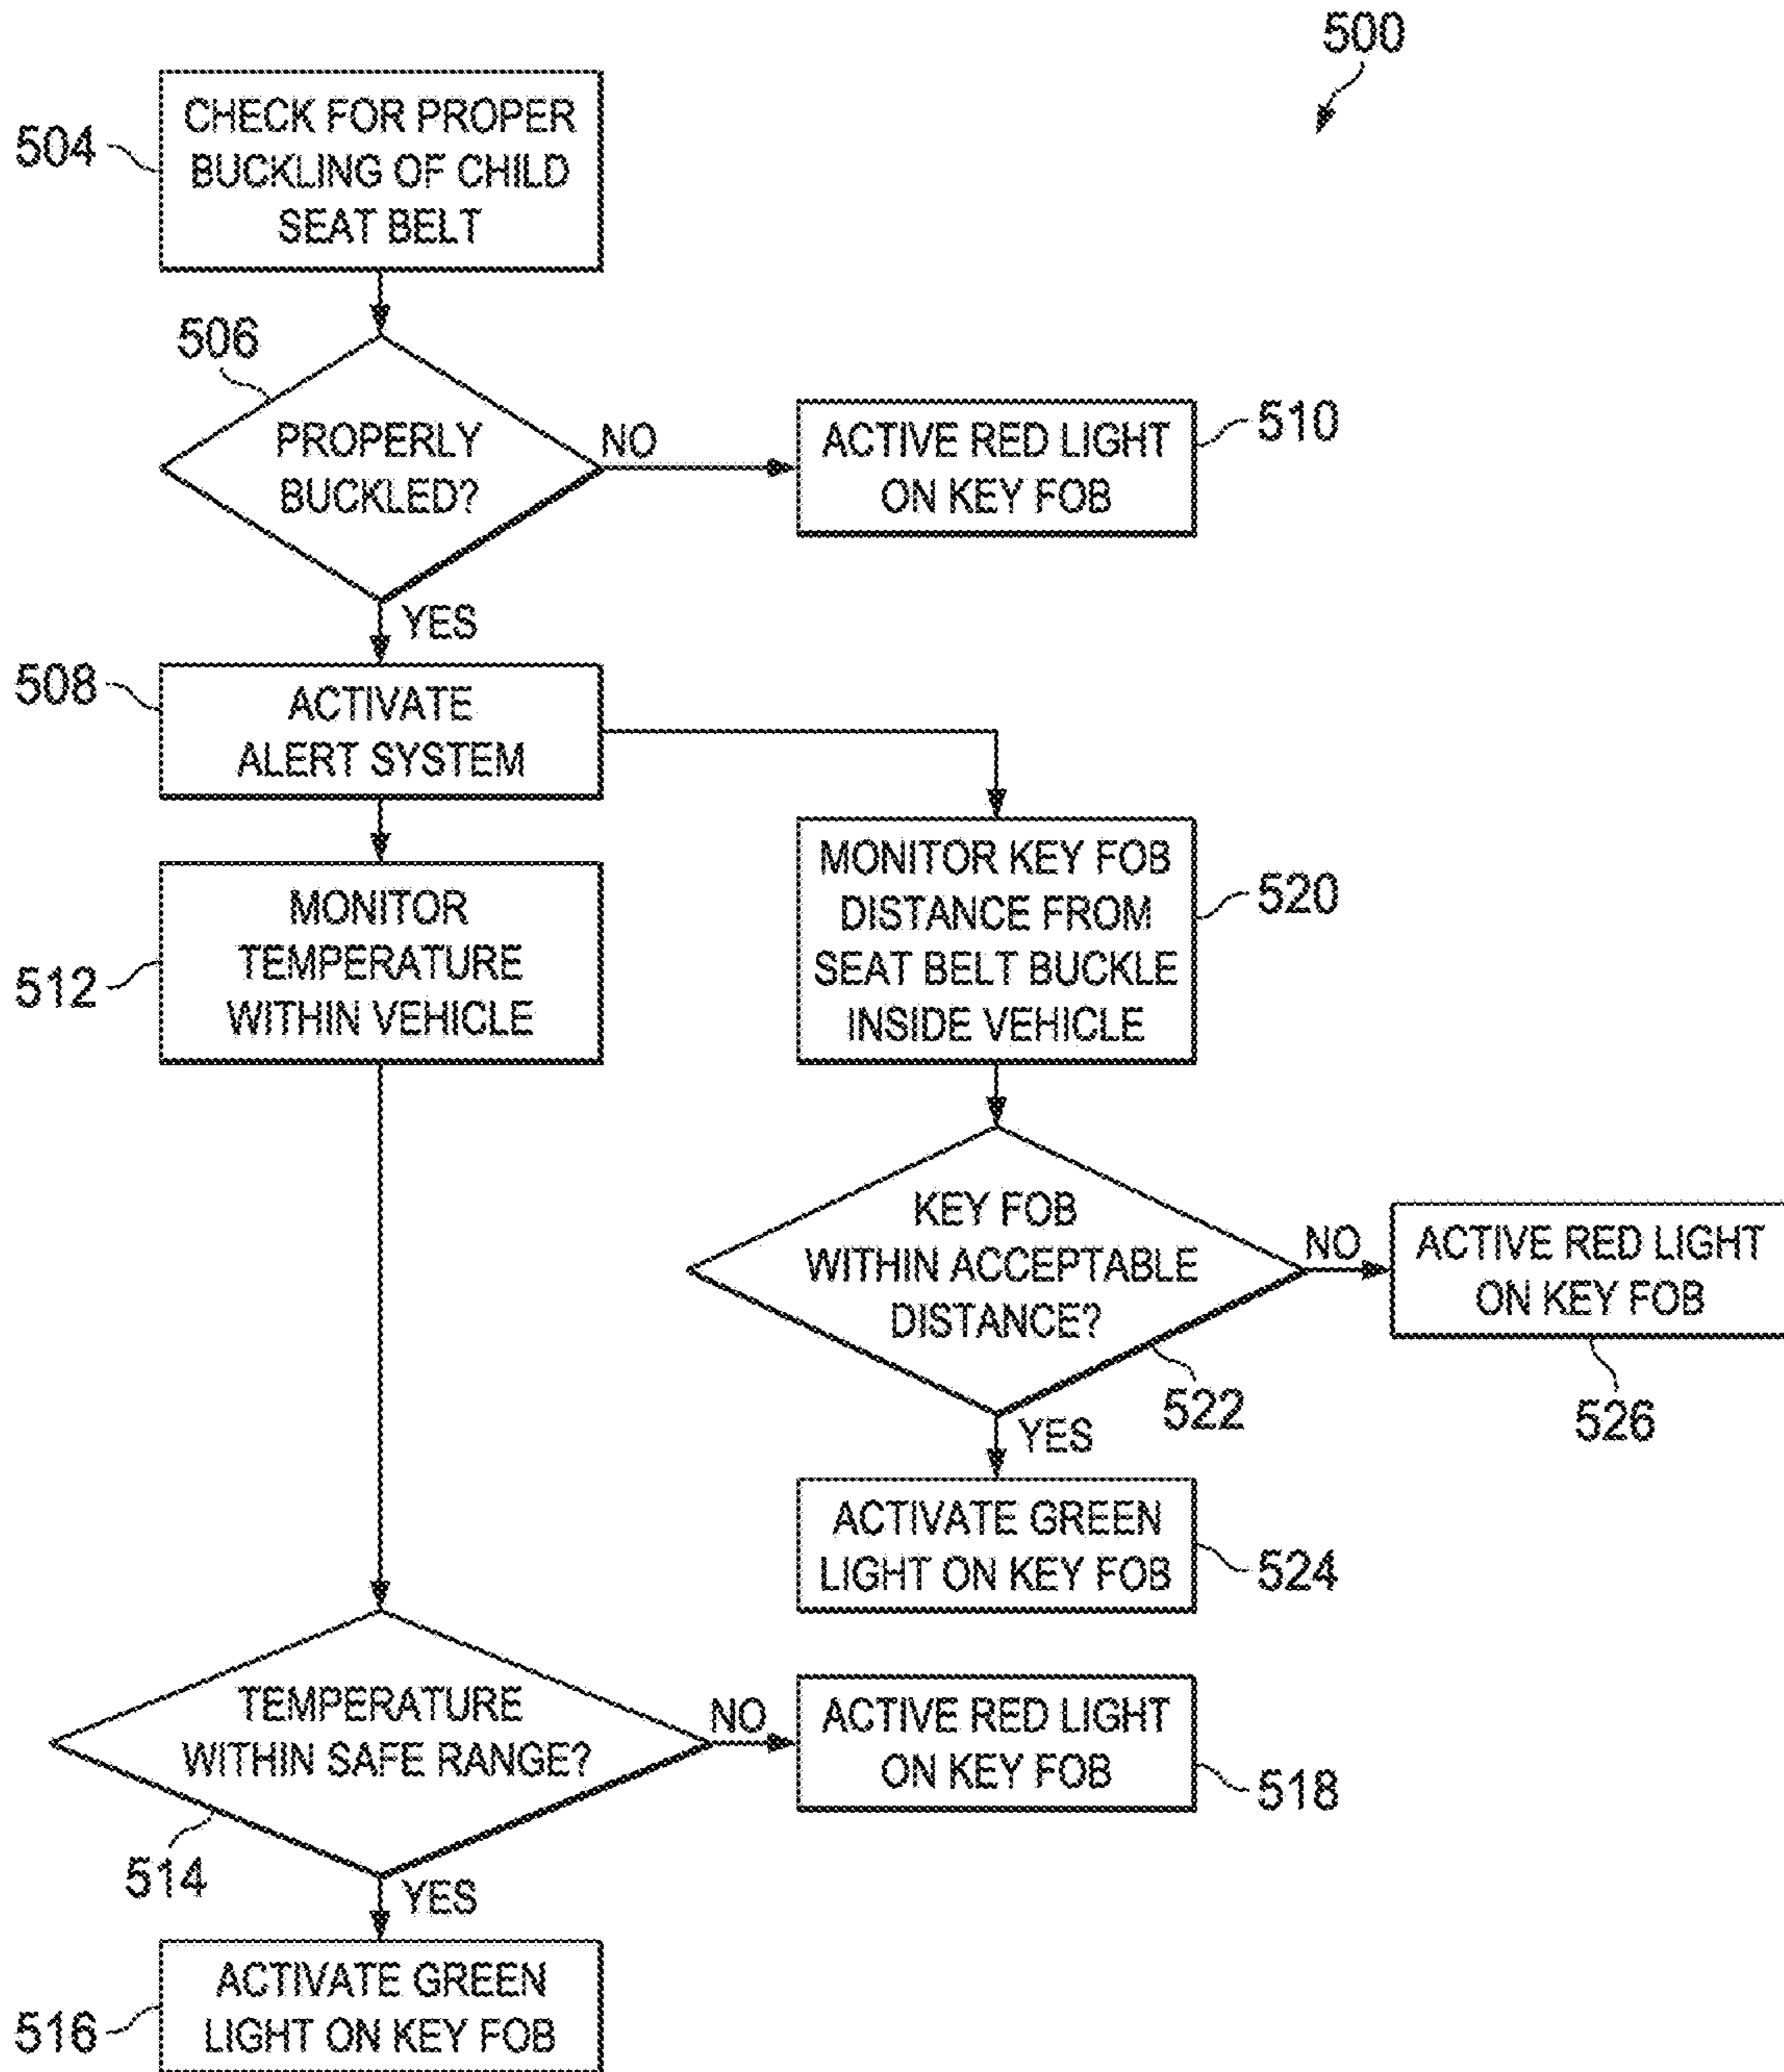 500
504
CHECK FOR PROPER
BUCKLING OF CHILD
SEAT BELT
506
PROPERLY
BUCKLED?
NO
ACTIVE RED LIGHT
ON KEY FOB
510
YES
508
ACTIVATE
ALERT SYSTEM
512
MONITOR
TEMPERATURE
WITHIN VEHICLE
MONITOR KEY FOB
DISTANCE FROM
SEAT BELT BUCKLE
INSIDE VEHICLE
520
KEY FOB
WITHIN ACCEPTABLE
DISTANCE?
522
NO
ACTIVE RED LIGHT
ON KEY FOB
526
YES
ACTIVATE GREEN
LIGHT ON KEY FOB
524
TEMPERATURE
WITHIN SAFE RANGE?
514
NO
ACTIVE RED LIGHT
ON KEY FOB
518
YES
516
ACTIVATE GREEN
LIGHT ON KEY FOB